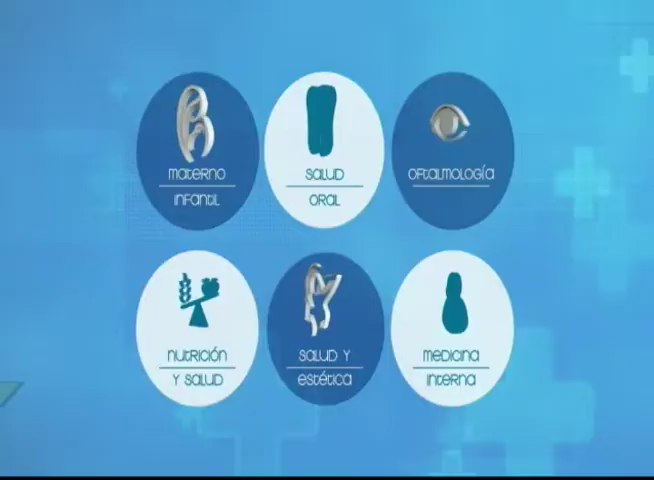 materno
infantil
salud
oral
oftalmología
nutrición
y salud
salud y
estética
medicina
interna